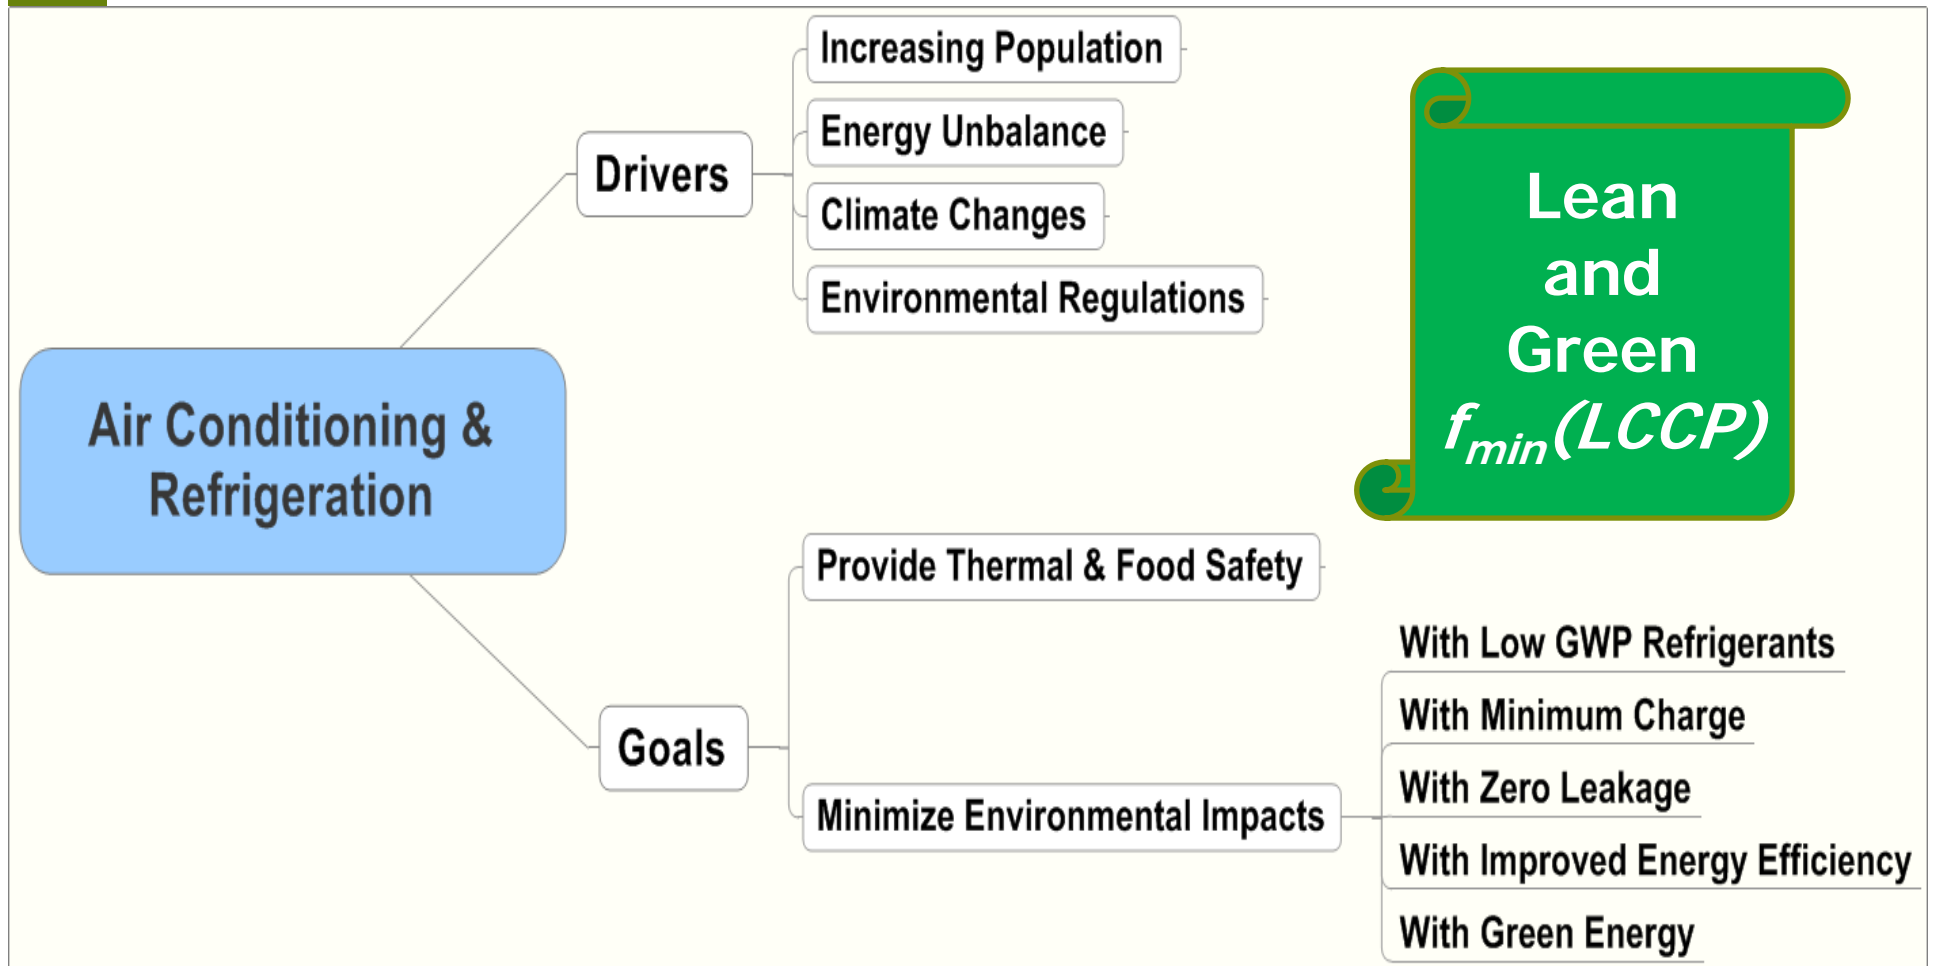 Increasing Population
Energy Unbalance
Drivers
Climate Changes
Environmental Regulations
Lean
and
Green
fmin(LCCP)
Air Conditioning &
Refrigeration
Provide Thermal & Food Safety
Goals
Minimize Environmental Impacts
With Low GWP Refrigerants
With Minimum Charge
With Zero Leakage
With Improved Energy Efficiency
With Green Energy